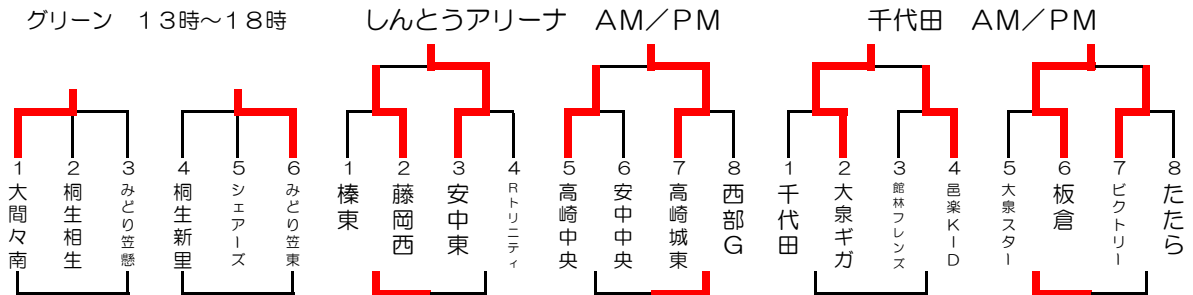 グリーン　１３時～１８時
しんとうアリーナ　ＡＭ／ＰＭ
千代田　ＡＭ／ＰＭ
1 大間々南
2 桐生相生
3 みどり笠懸
4 桐生新里
5 シェアーズ
6 みどり笠東
1 榛東
2 藤岡西
3 安中東
4 Rトリニティ
5 高崎中央
6 安中中央
7 高崎城東
8 西部G
1 千代田
2 大泉ギガ
3 館林フレンズ
4 邑楽KID
5 大泉スター
6 板倉
7 ビクトリー
8 たたら